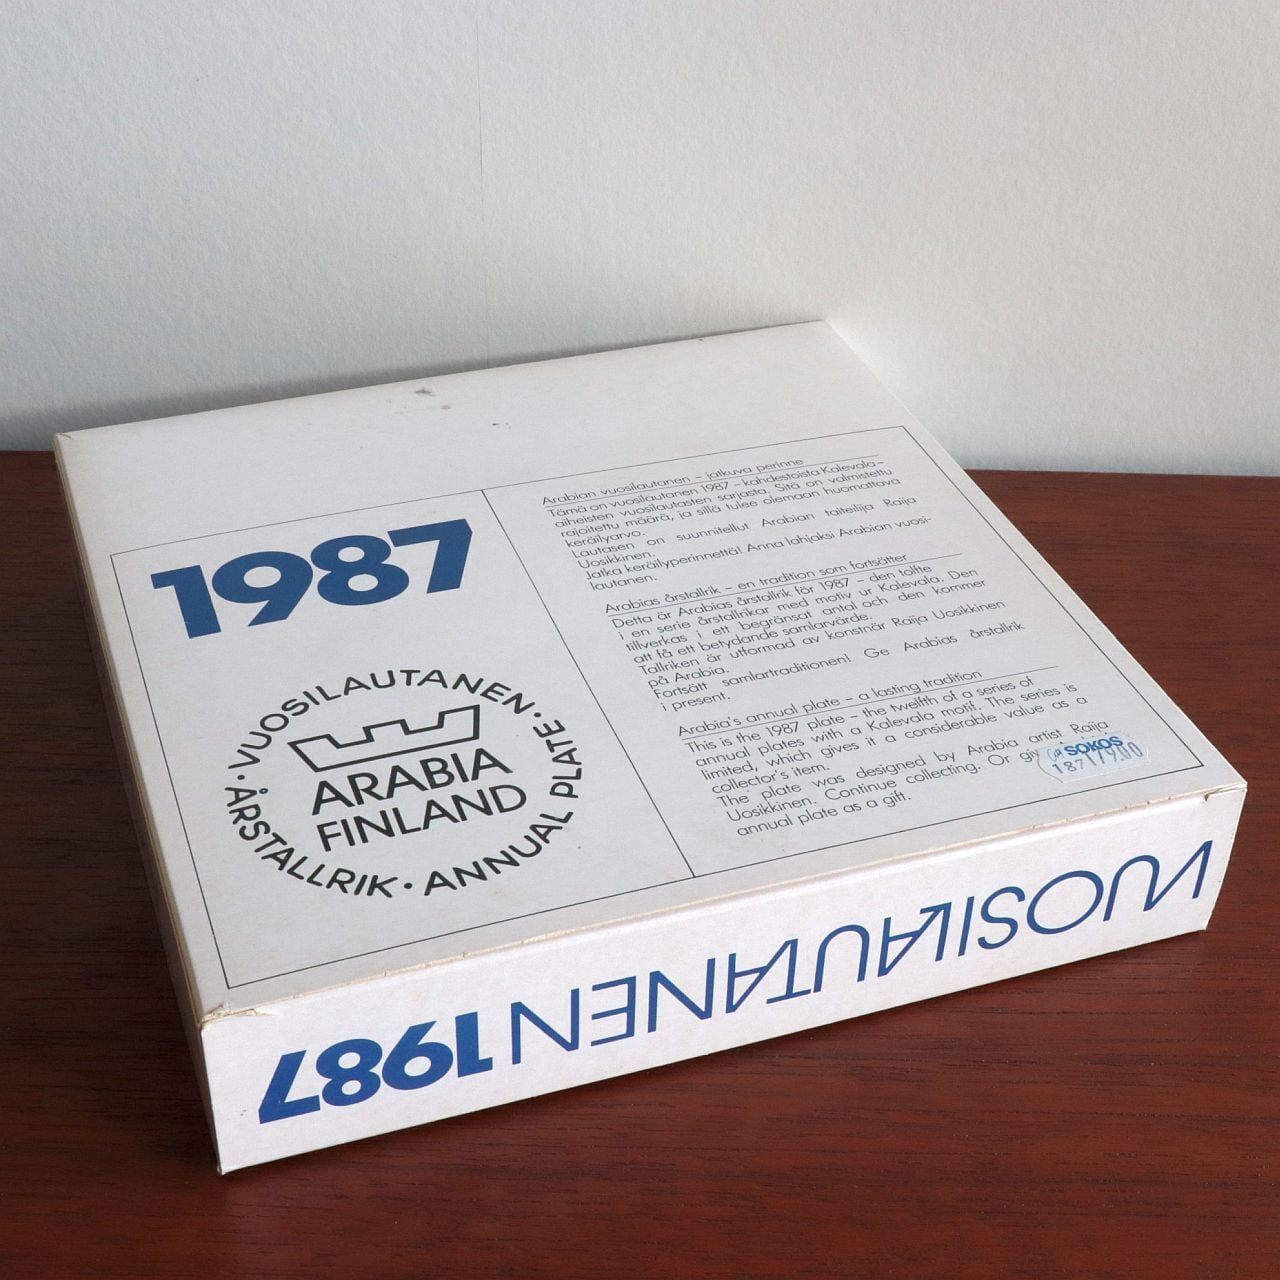 1987
VUOSILAUTANEN · ANNUAL PLATE · ÅRSTALLRIK ·
ARABIA
FINLAND
Arabian vuosilautanen – jatkuva perinne
Tämä on vuosilautanen 1987 – kahdestoista Kalevala-
aiheisten vuosilautasten sarjasta. Sitä on valmistettu
rajoitettu määrä, ja sillä tulee olemaan huomattava
keräilyarvo.
Lautasen on suunnitellut Arabian taiteilija Raija
Uosikkinen.
Jatka keräilyperinnettä! Anna lahjaksi Arabian vuosi-
lautanen.
Arabias årstallrik – en tradition som fortsätter
Detta är Arabias årstallrik för 1987 – den tolfte
i en serie årstallrikar med motiv ur Kalevala. Den
tillverkas i ett begränsat antal och den kommer
att få ett betydande samlarvärde.
Tallriken är utformad av konstnär Raija Uosikkinen
på Arabia.
Fortsätt samlartraditionen! Ge Arabias årstallrik
i present.
Arabia's annual plate – a lasting tradition
This is the 1987 plate – the twelfth of a series of
annual plates with a Kalevala motif. The series is
limited, which gives it a considerable value as a
collector's item.
The plate was designed by Arabia artist Raija
Uosikkinen. Continue collecting. Or
annual plate as a gift.
SOKOS
VUOSILAUTANEN 1987